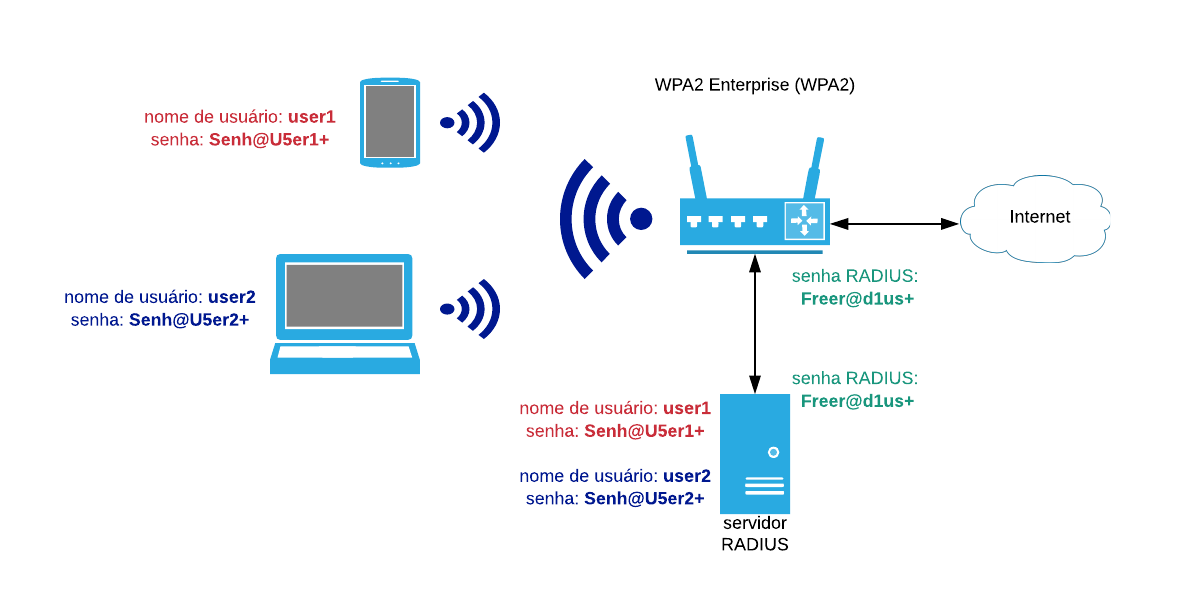 WPA2 Enterprise (WPA2)
nome de usuário: user1
senha: Senh@U5er1+
Internet
nome de usuário: user2
senha: Senh@U5er2+
senha RADIUS:
Freer@d1us+
senha RADIUS:
Freer@d1us+
nome de usuário: user1
senha: Senh@U5er1+
nome de usuário: user2
senha: Senh@U5er2+
servidor
RADIUS